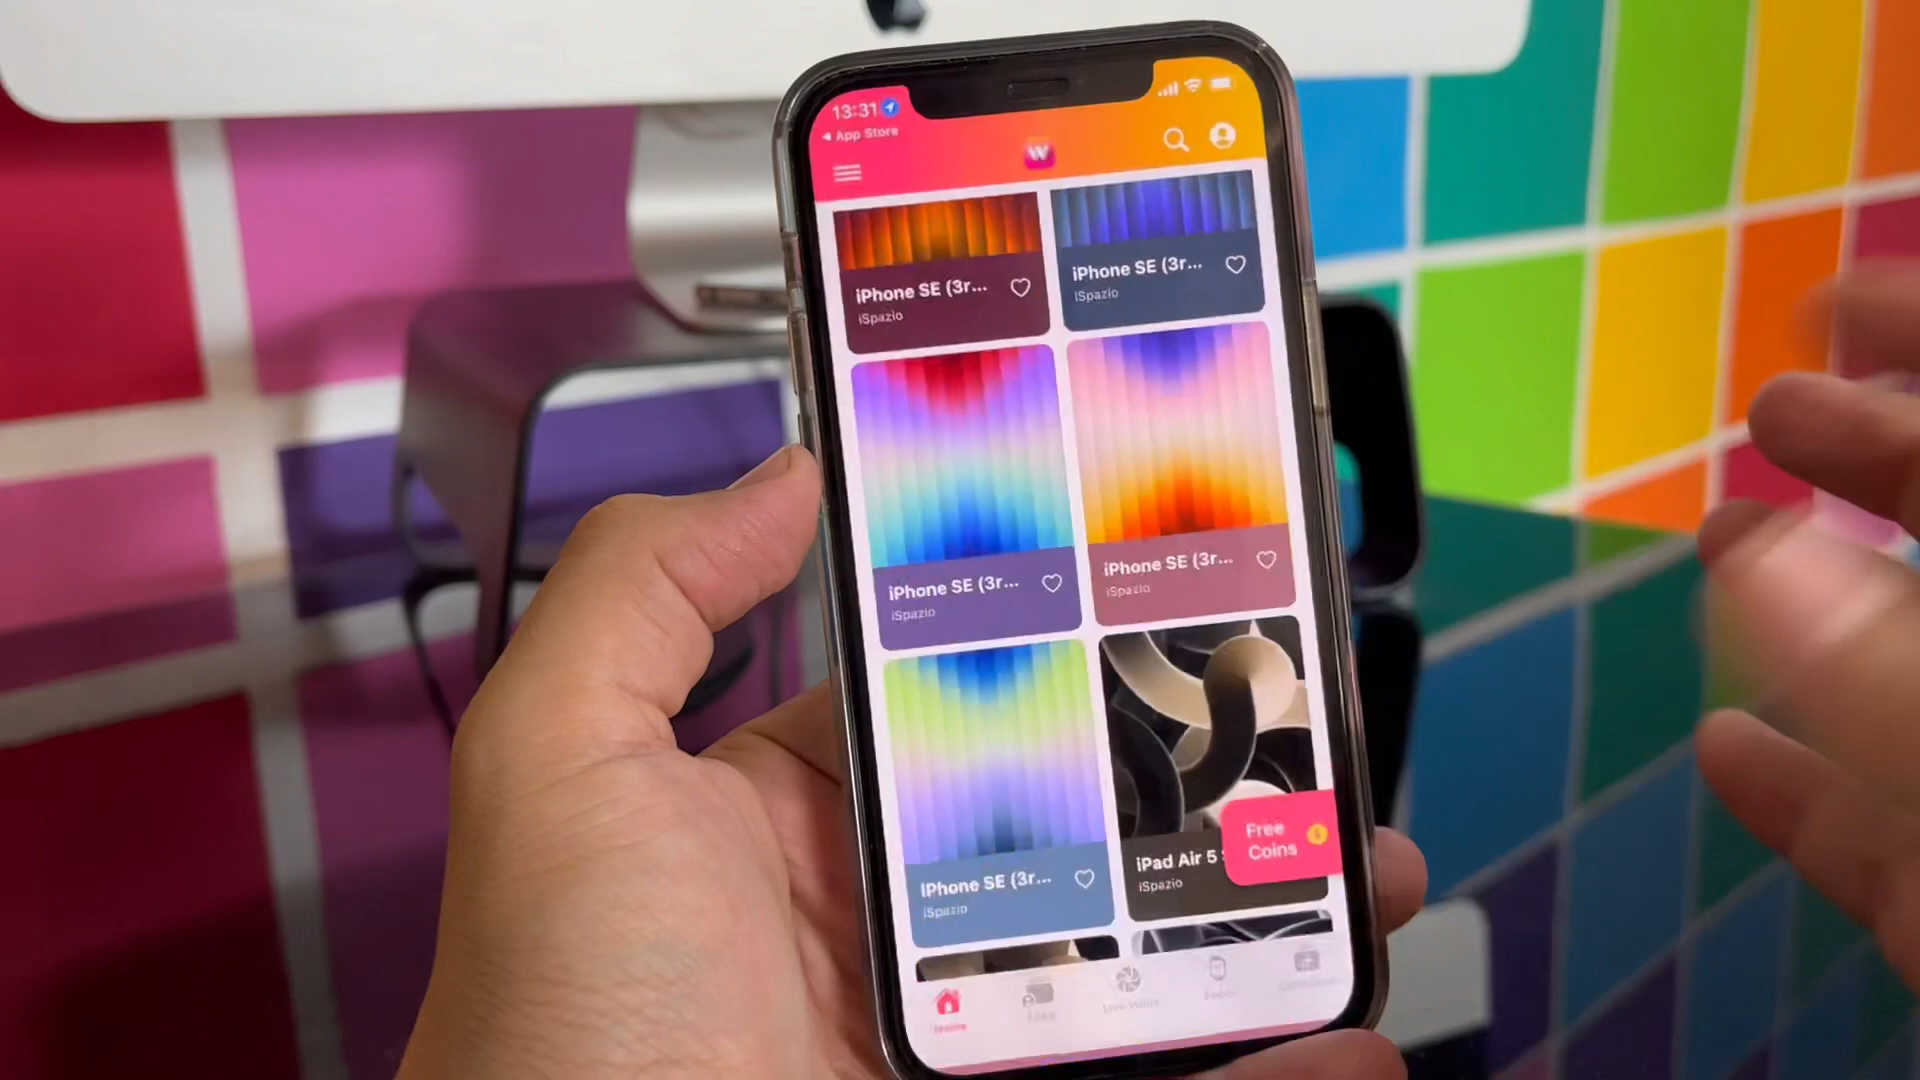 13:31
App Store
W
iPhone SE (3r...
iSpazio
iPhone SE (3r...
iSpazio
iPhone SE (3r...
iSpazio
iPhone SE (3r...
iSpazio
iPhone SE (3r...
iSpazio
iPad Air 5
iSpazio
Free
Coins
Home